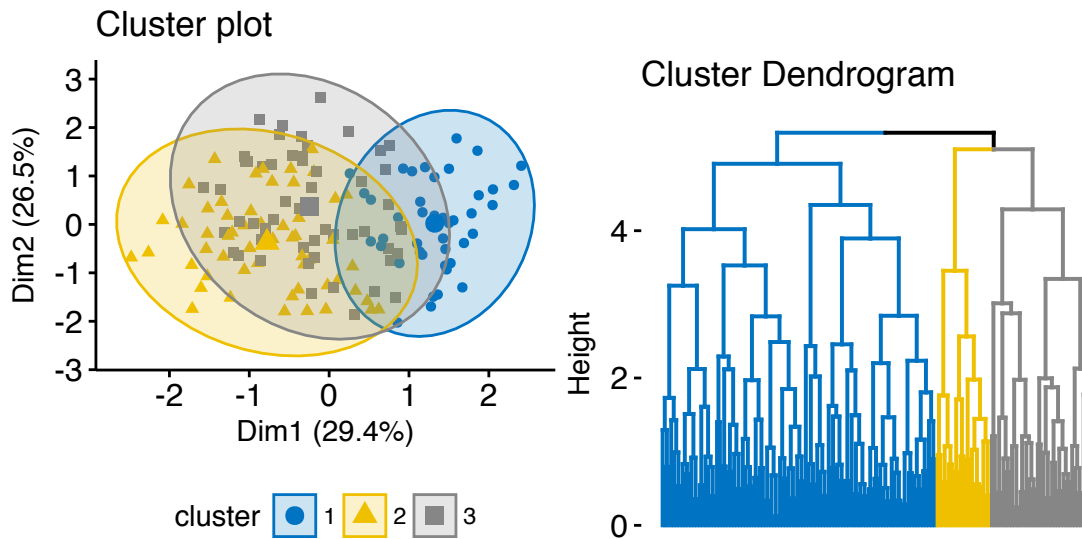 Cluster plot
3
2
1
0
-1
-2
-3
Dim2 (26.5%)
-2 -1 0 1 2
Dim1 (29.4%)
cluster 1 2 3
Cluster Dendrogram
4 -
2 -
0 -
Height